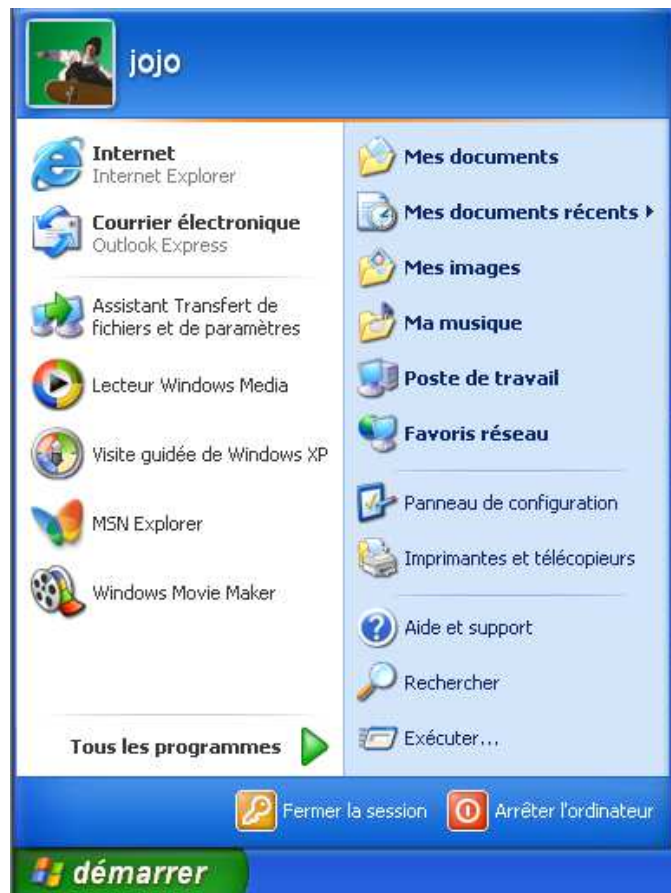 jojo
Internet
Internet Explorer
Courrier électronique
Outlook Express
Assistant Transfert de
fichiers et de paramètres
Lecteur Windows Media
Visite guidée de Windows XP
MSN Explorer
Windows Movie Maker
Tous les programmes
Mes documents
Mes documents récents
Mes images
Ma musique
Poste de travail
Favoris réseau
Panneau de configuration
Imprimantes et télécopieurs
Aide et support
Rechercher
Exécuter...
Fermer la session
Arrêter l'ordinateur
démarrer